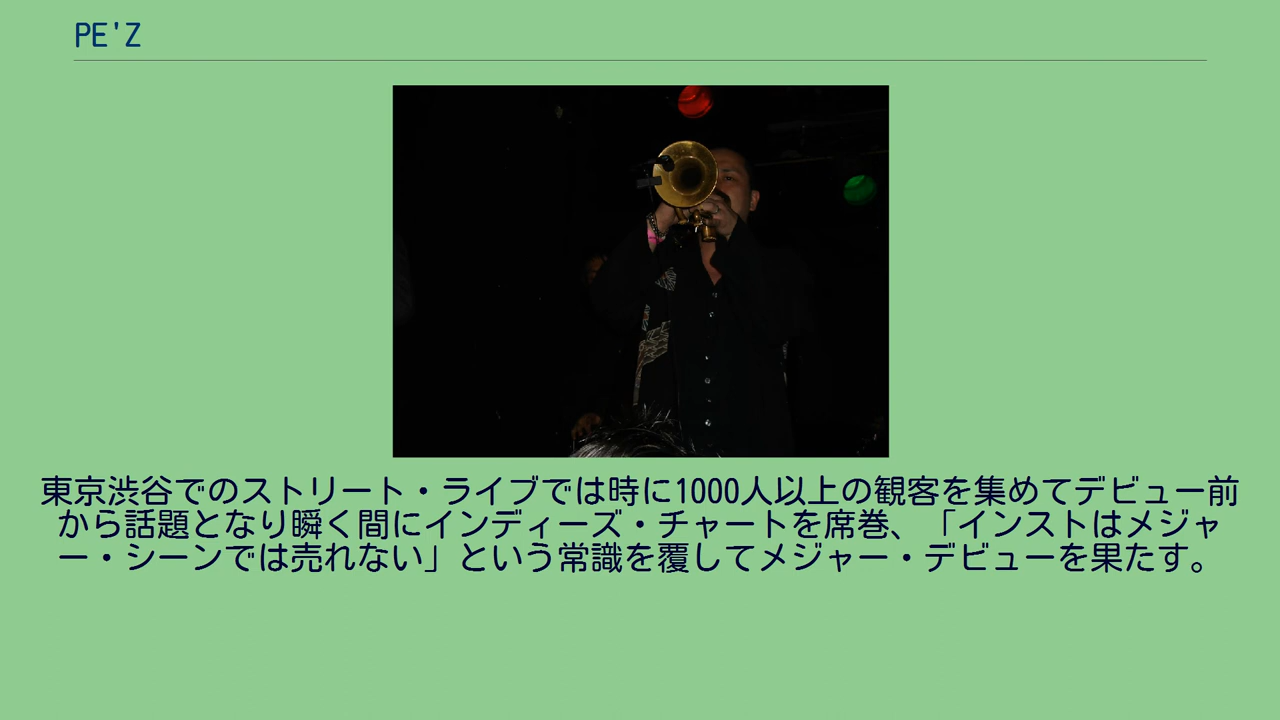 PE'Z
東京渋谷でのストリート・ライブでは時に1000人以上の観客を集めてデビュー前
から話題となり瞬く間にインディーズ・チャートを席巻、「インストはメジャ
ー・シーンでは売れない」という常識を覆してメジャー・デビューを果たす。